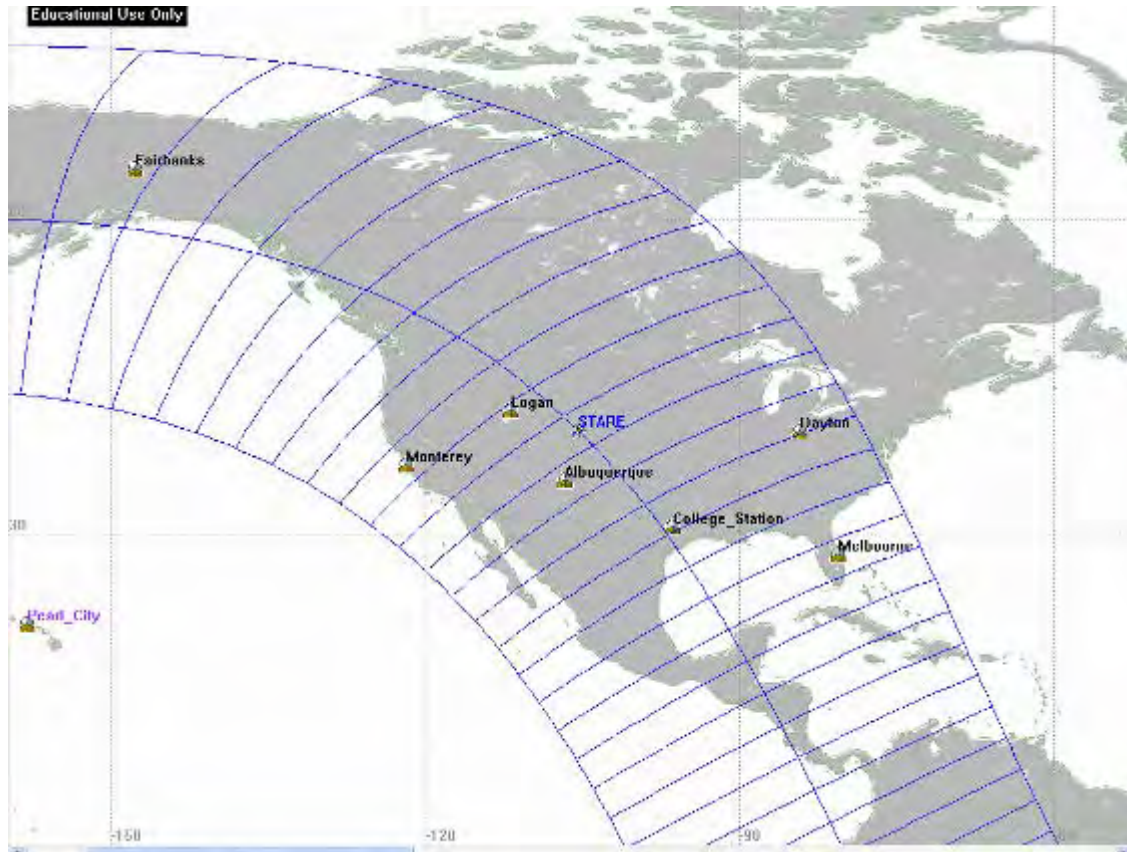 Educational Use Only
Fairbanks
Logan
STARE
Dayton
Monterey
Albuquerque
College_Station
30
Melbourne
Pearl_City
-150
-120
-90